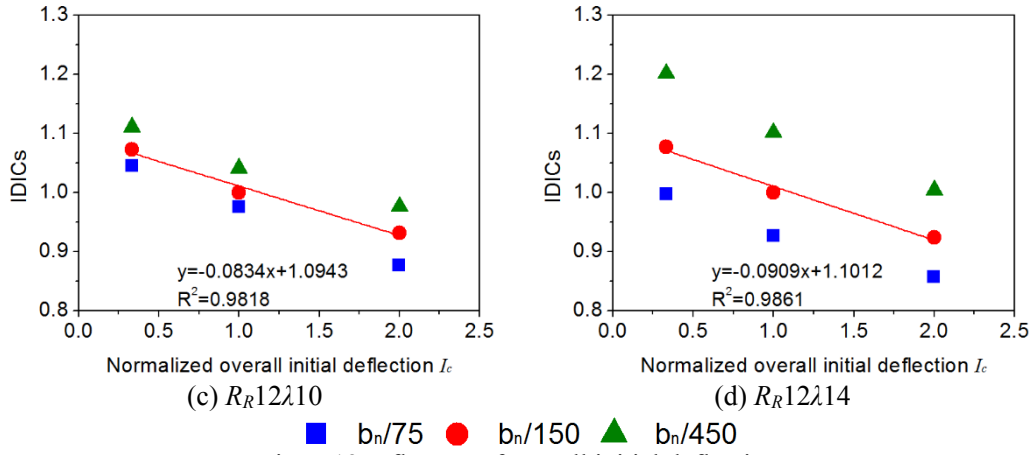 1.3
1.2
1.1
1.0
0.9
0.8
IDICs
y=-0.0834x+1.0943
R²=0.9818
0.0 0.5 1.0 1.5 2.0 2.5
Normalized overall initial deflection I_c
(c) R_R12λ10
1.3
1.2
1.1
1.0
0.9
0.8
IDICs
y=-0.0909x+1.1012
R²=0.9861
0.0 0.5 1.0 1.5 2.0 2.5
Normalized overall initial deflection I_c
(d) R_R12λ14
bn/75 bn/150 bn/450